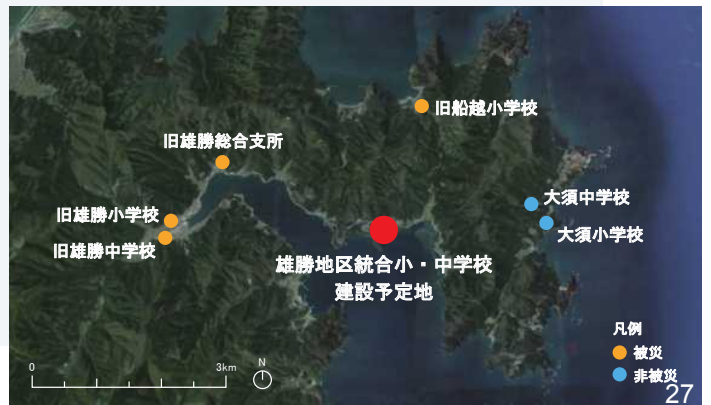 旧船越小学校
旧雄勝総合支所
大須中学校
旧雄勝小学校
大須小学校
旧雄勝中学校
雄勝地区統合小・中学校
建設予定地
凡例
被災
非被災
0
3km
N
27